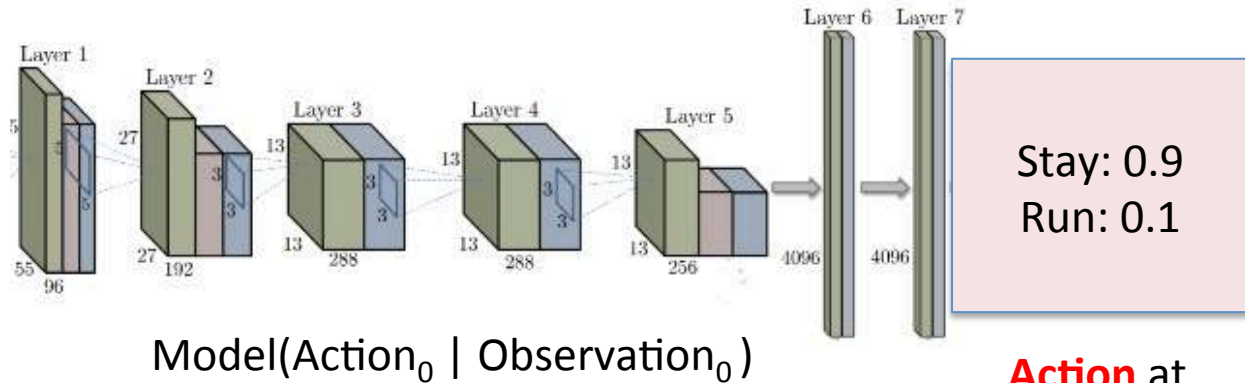 Layer 1
Layer 2
Layer 3
Layer 4
Layer 5
Layer 6
Layer 7
5
27
13
13
13
3
5
3
3
3
3
3
3
55
96
27
192
13
288
13
288
13
256
4096
4096
Stay: 0.9
Run: 0.1
Model(Action₀ | Observation₀)
Action at